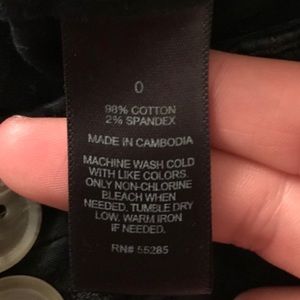 0
98% COTTON
2% SPANDEX
MADE IN CAMBODIA
MACHINE WASH COLD
WITH LIKE COLORS.
ONLY NON-CHLORINE
BLEACH WHEN
NEEDED. TUMBLE DRY
LOW. WARM IRON
IF NEEDED.
RN# 55285